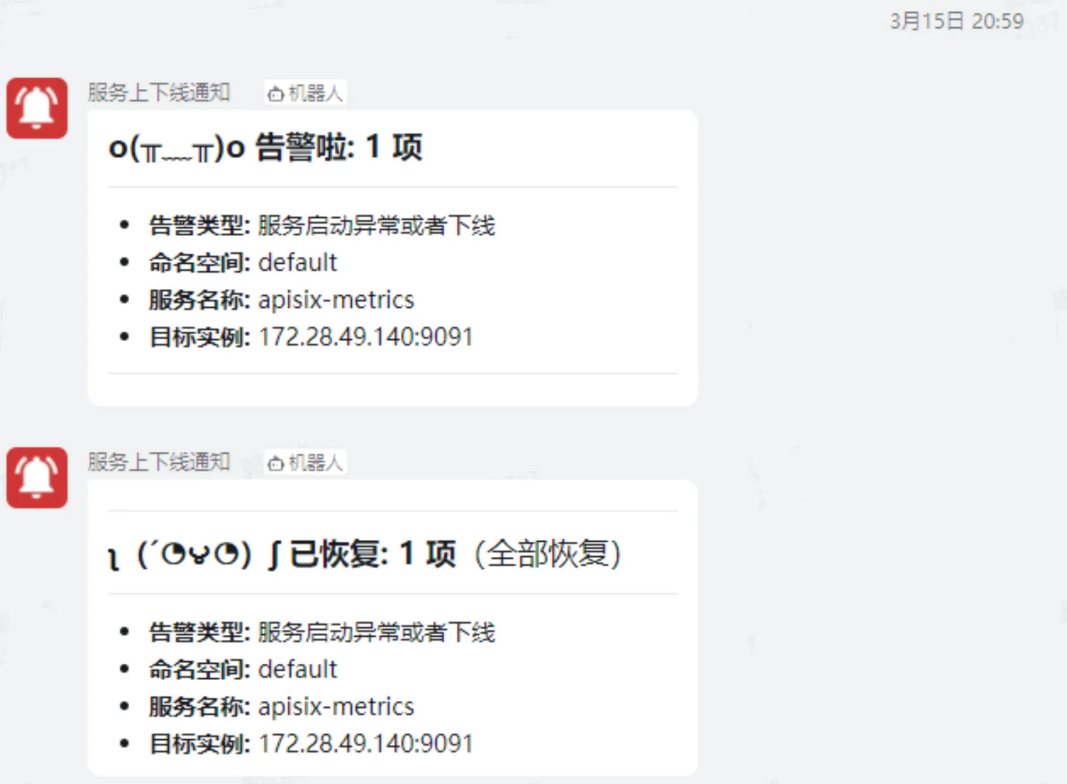 3月15日 20:59
服务上下线通知 机器人
o(╥﹏╥)o 告警啦: 1 项
• 告警类型: 服务启动异常或者下线
• 命名空间: default
• 服务名称: apisix-metrics
• 目标实例: 172.28.49.140:9091
服务上下线通知 机器人
ʅ（´◔౪◔）ʃ 已恢复: 1 项（全部恢复）
• 告警类型: 服务启动异常或者下线
• 命名空间: default
• 服务名称: apisix-metrics
• 目标实例: 172.28.49.140:9091